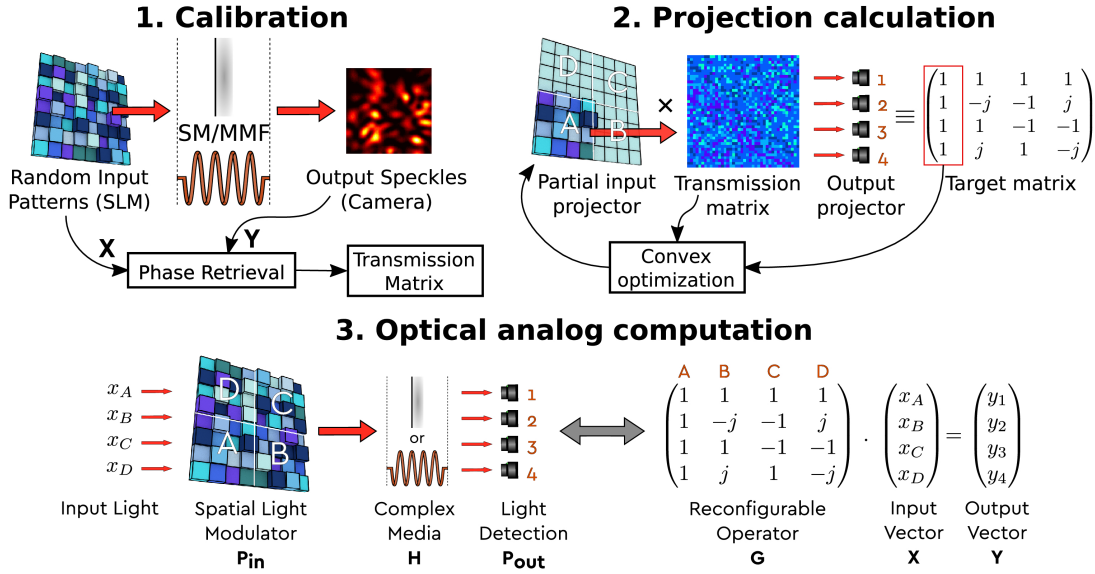 1. Calibration
SM/MMF
Random Input
Patterns (SLM)
Output Speckles
(Camera)
X
Y
Phase Retrieval
Transmission
Matrix
2. Projection calculation
D
C
A
B
×
1
2
3
4
≡
1 1 1 1
1 -j -1 j
1 1 -1 -1
1 j 1 -j
Partial input
projector
Transmission
matrix
Output
projector
Target matrix
Convex
optimization
3. Optical analog computation
x_A
x_B
x_C
x_D
D
C
A
B
or
1
2
3
4
A B C D
1 1 1 1
1 -j -1 j
1 1 -1 -1
1 j 1 -j
·
x_A
x_B
x_C
x_D
=
y_1
y_2
y_3
y_4
Input Light
Spatial Light
Modulator
P_in
Complex
Media
H
Light
Detection
P_out
Reconfigurable
Operator
G
Input
Vector
X
Output
Vector
Y